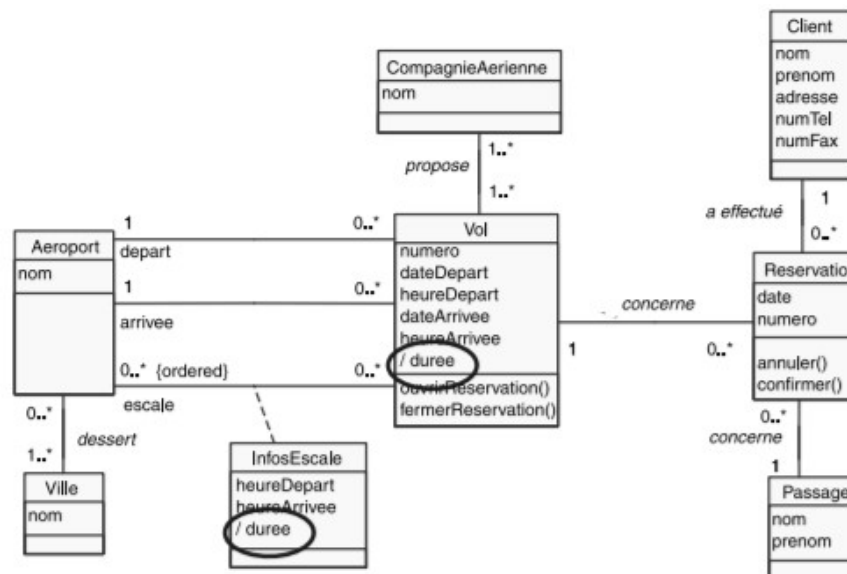 Client
nom
prenom
adresse
numTel
numFax
CompagnieAerienne
nom
1..*
propose
1..*
1
a effectué
0..*
Aeroport
nom
1
0..*
depart
1
0..*
arrivee
0..* {ordered}
0..*
escale
Vol
numero
dateDepart
heureDepart
dateArrivee
heureArrivee
/ duree
ouvrirReservation()
fermerReservation()
concerne
1
0..*
Reservatio
date
numero
annuler()
confirmer()
0..*
dessert
1..*
Ville
nom
InfosEscale
heureDepart
heureArrivee
/ duree
0..*
concerne
1
Passage
nom
prenom